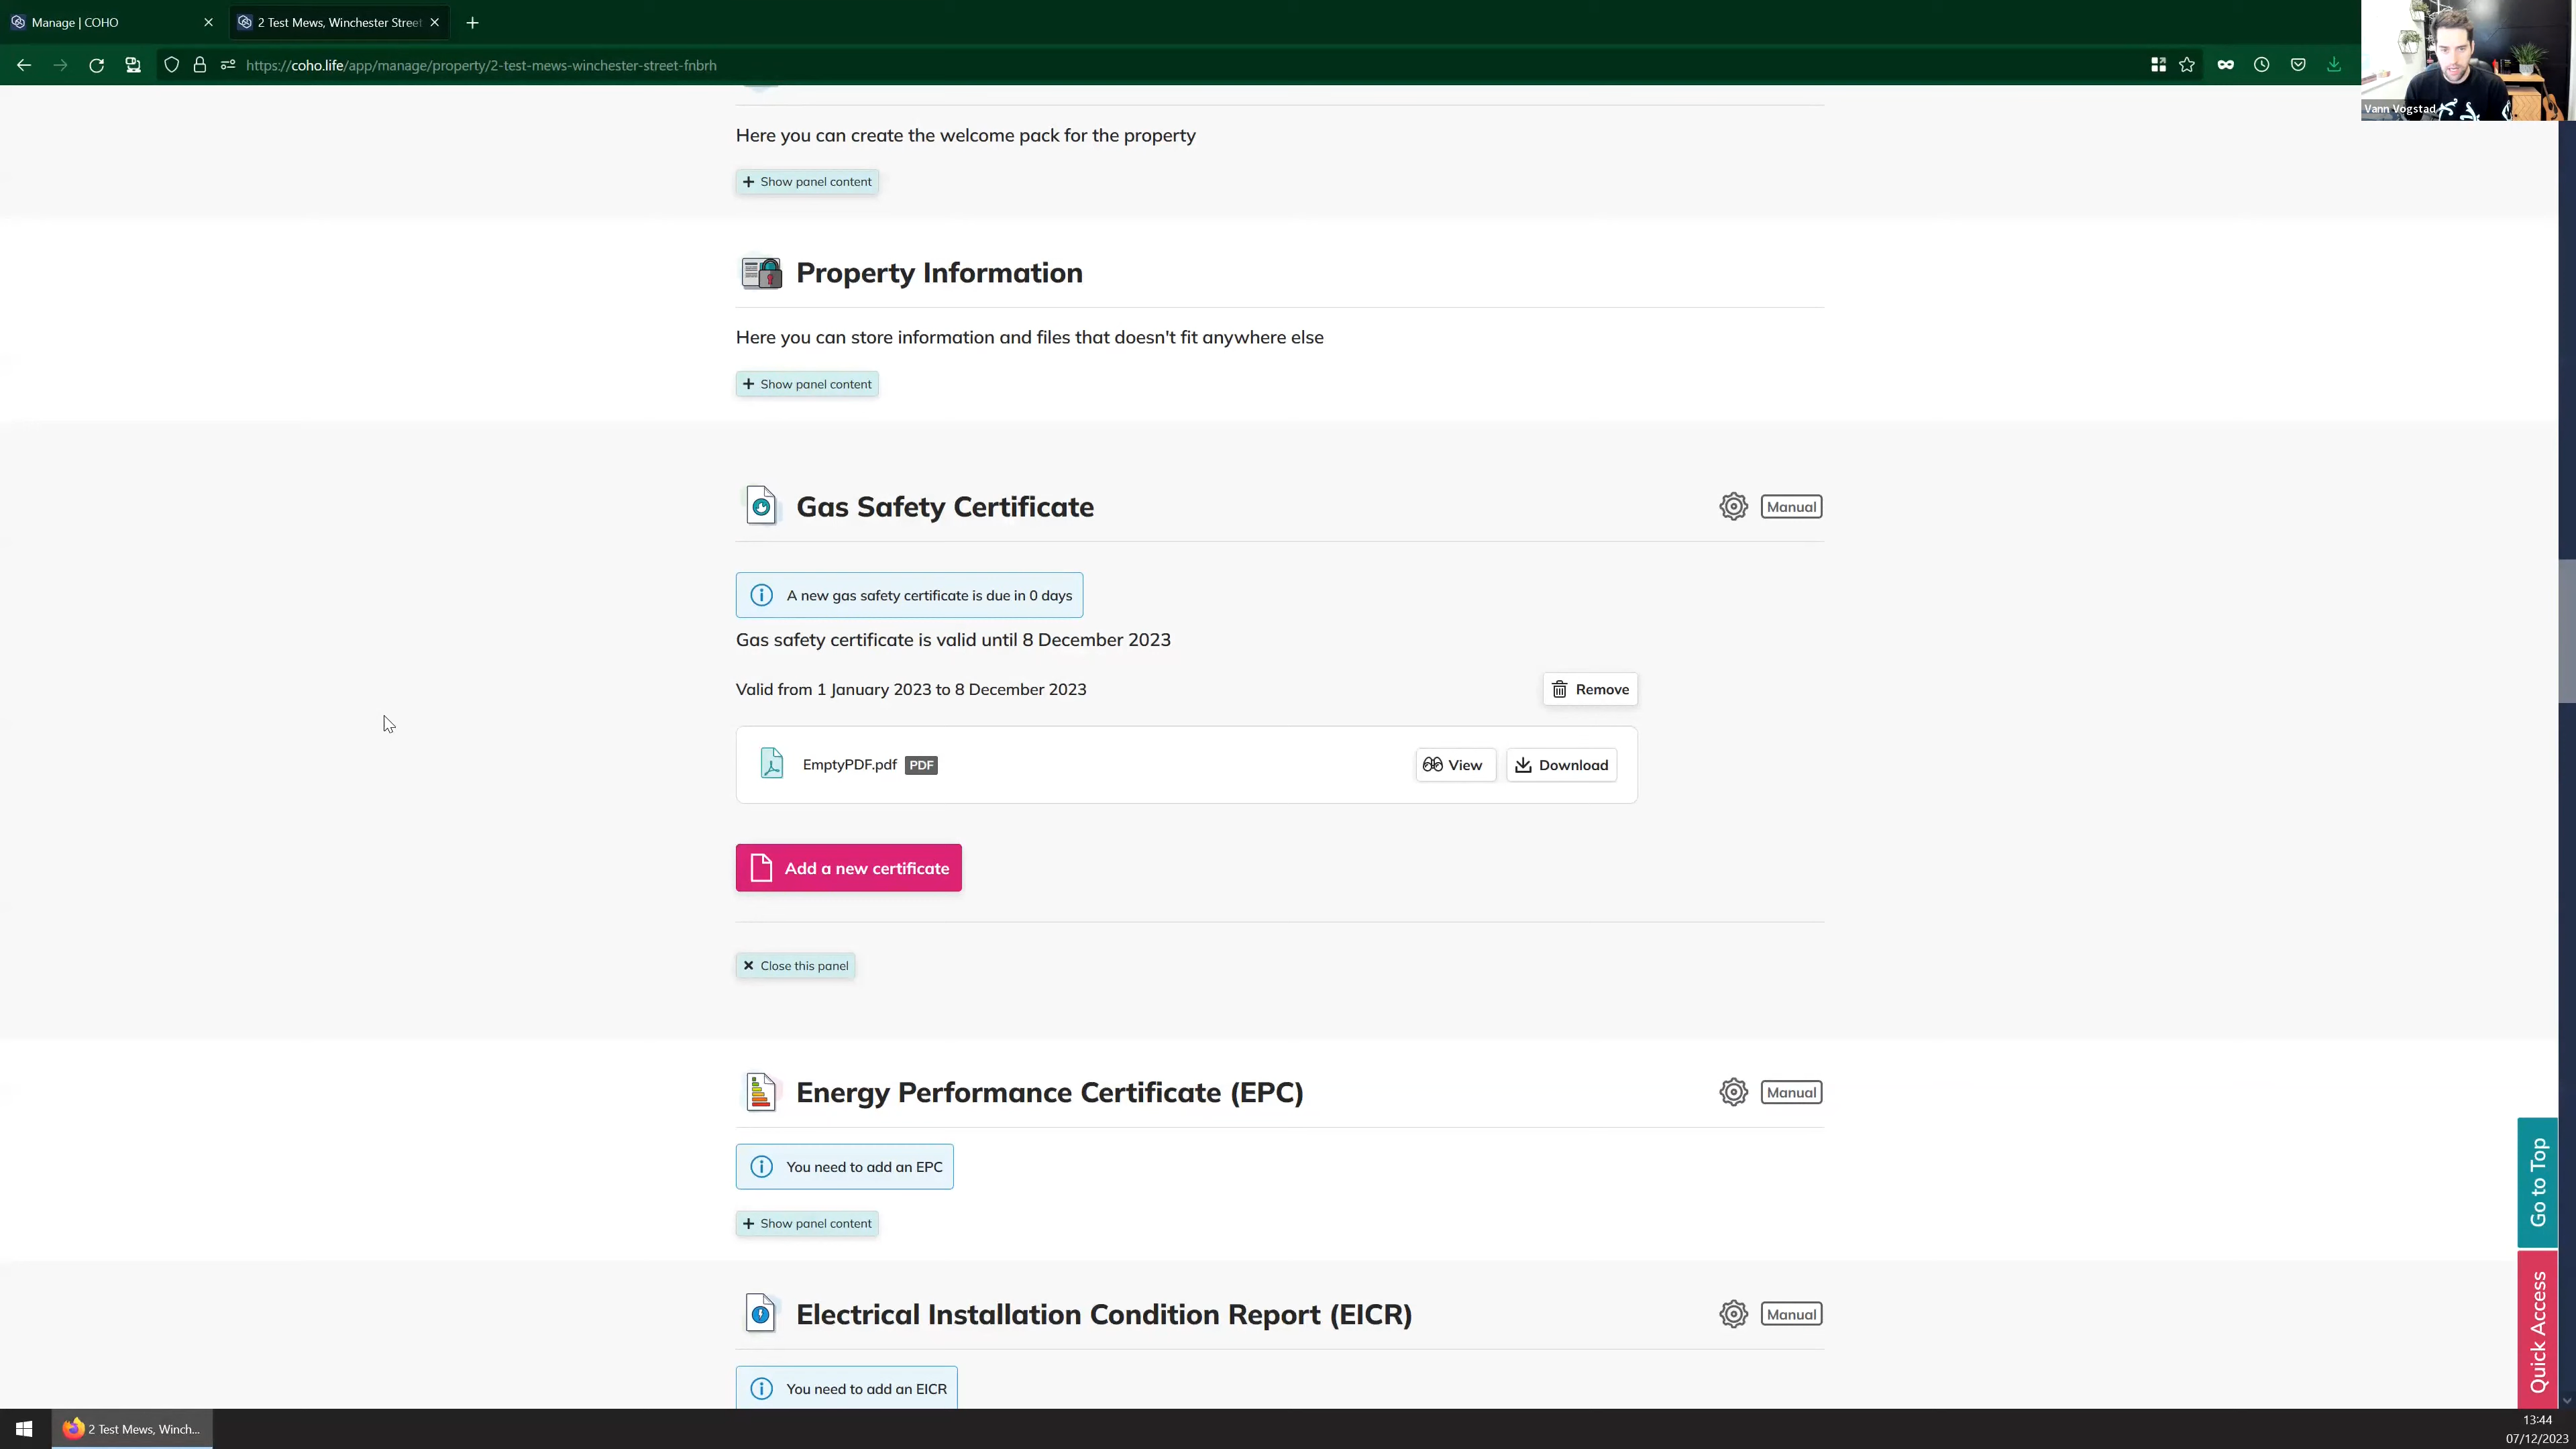 Manage | COHO
2 Test Mews, Winchester Street
https://coho.life/app/manage/property/2-test-mews-winchester-street-fnbrh
Vann Vogstad
Here you can create the welcome pack for the property
Show panel content
Property Information
Here you can store information and files that doesn't fit anywhere else
Show panel content
Gas Safety Certificate
Manual
A new gas safety certificate is due in 0 days
Gas safety certificate is valid until 8 December 2023
Valid from 1 January 2023 to 8 December 2023
Remove
EmptyPDF.pdf PDF
View
Download
Add a new certificate
Close this panel
Energy Performance Certificate (EPC)
Manual
You need to add an EPC
Show panel content
Electrical Installation Condition Report (EICR)
Manual
You need to add an EICR
Go to Top
Quick Access
2 Test Mews, Winch...
13:44
07/12/2023